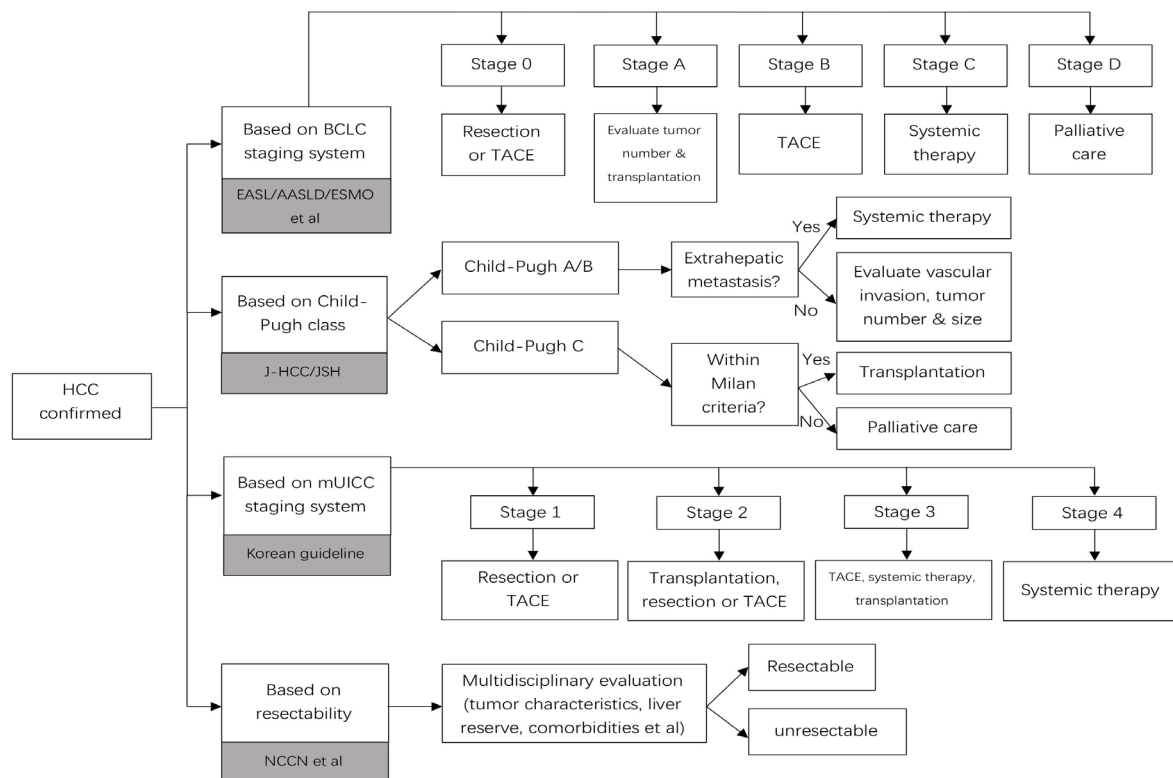 Stage 0
Stage A
Stage B
Stage C
Stage D
Based on BCLC
staging system
EASL/AASLD/ESMO
et al
Resection
or TACE
Evaluate tumor
number &
transplantation
TACE
Systemic
therapy
Palliative
care
HCC
confirmed
Based on Child-
Pugh class
J-HCC/JSH
Child-Pugh A/B
Extrahepatic
metastasis?
Yes
Systemic therapy
No
Evaluate vascular
invasion, tumor
number & size
Child-Pugh C
Within
Milan
criteria?
Yes
Transplantation
No
Palliative care
Based on mUICC
staging system
Korean guideline
Stage 1
Stage 2
Stage 3
Stage 4
Resection or
TACE
Transplantation,
resection or TACE
TACE, systemic therapy,
transplantation
Systemic therapy
Based on
resectability
NCCN et al
Multidisciplinary evaluation
(tumor characteristics, liver
reserve, comorbidities et al)
Resectable
unresectable